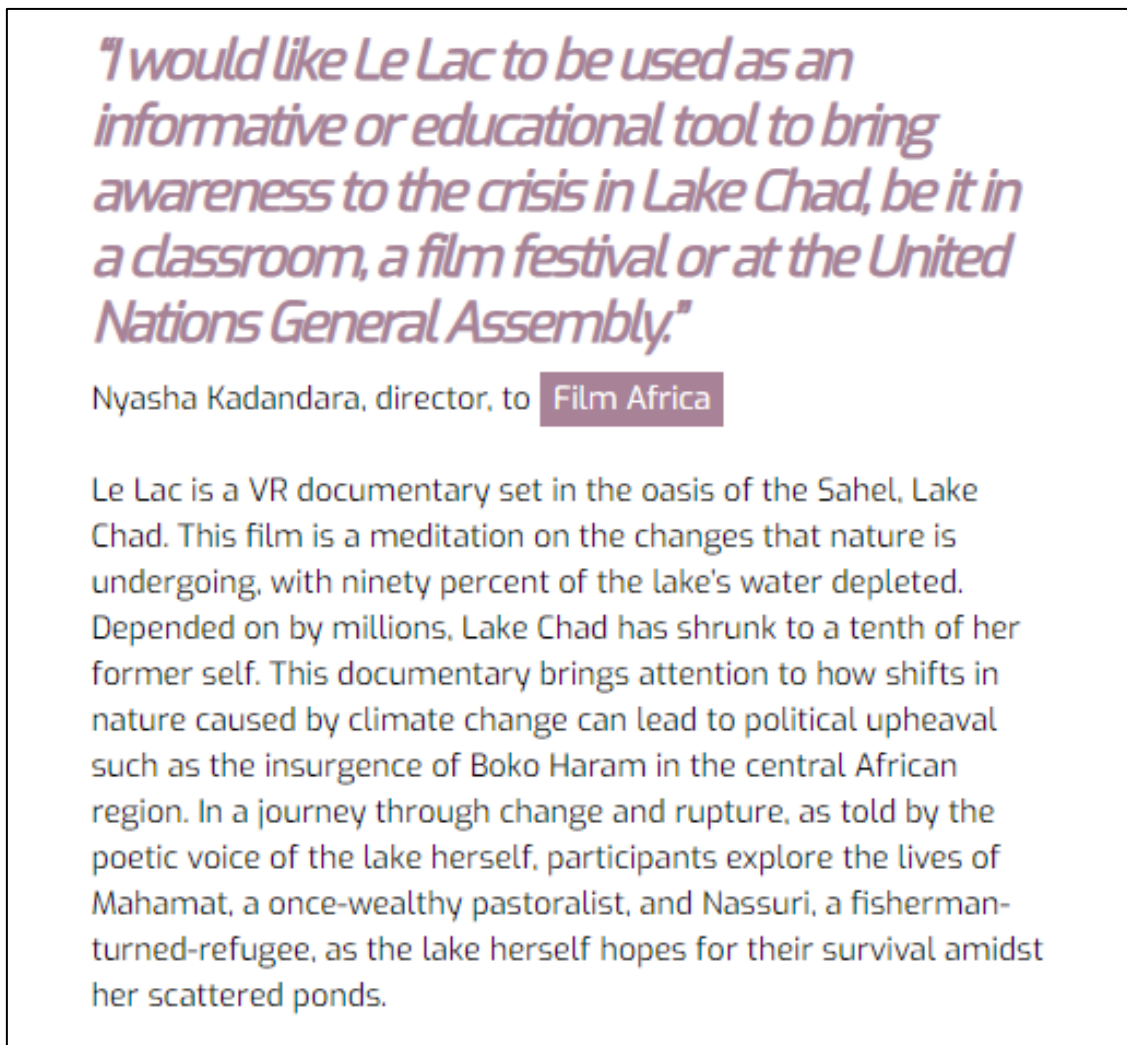 "I would like Le Lac to be used as an
informative or educational tool to bring
awareness to the crisis in Lake Chad, be it in
a classroom, a film festival or at the United
Nations General Assembly."
Nyasha Kadandara, director, to Film Africa
Le Lac is a VR documentary set in the oasis of the Sahel, Lake
Chad. This film is a meditation on the changes that nature is
undergoing, with ninety percent of the lake's water depleted.
Depended on by millions, Lake Chad has shrunk to a tenth of her
former self. This documentary brings attention to how shifts in
nature caused by climate change can lead to political upheaval
such as the insurgence of Boko Haram in the central African
region. In a journey through change and rupture, as told by the
poetic voice of the lake herself, participants explore the lives of
Mahamat, a once-wealthy pastoralist, and Nassuri, a fisherman-
turned-refugee, as the lake herself hopes for their survival amidst
her scattered ponds.